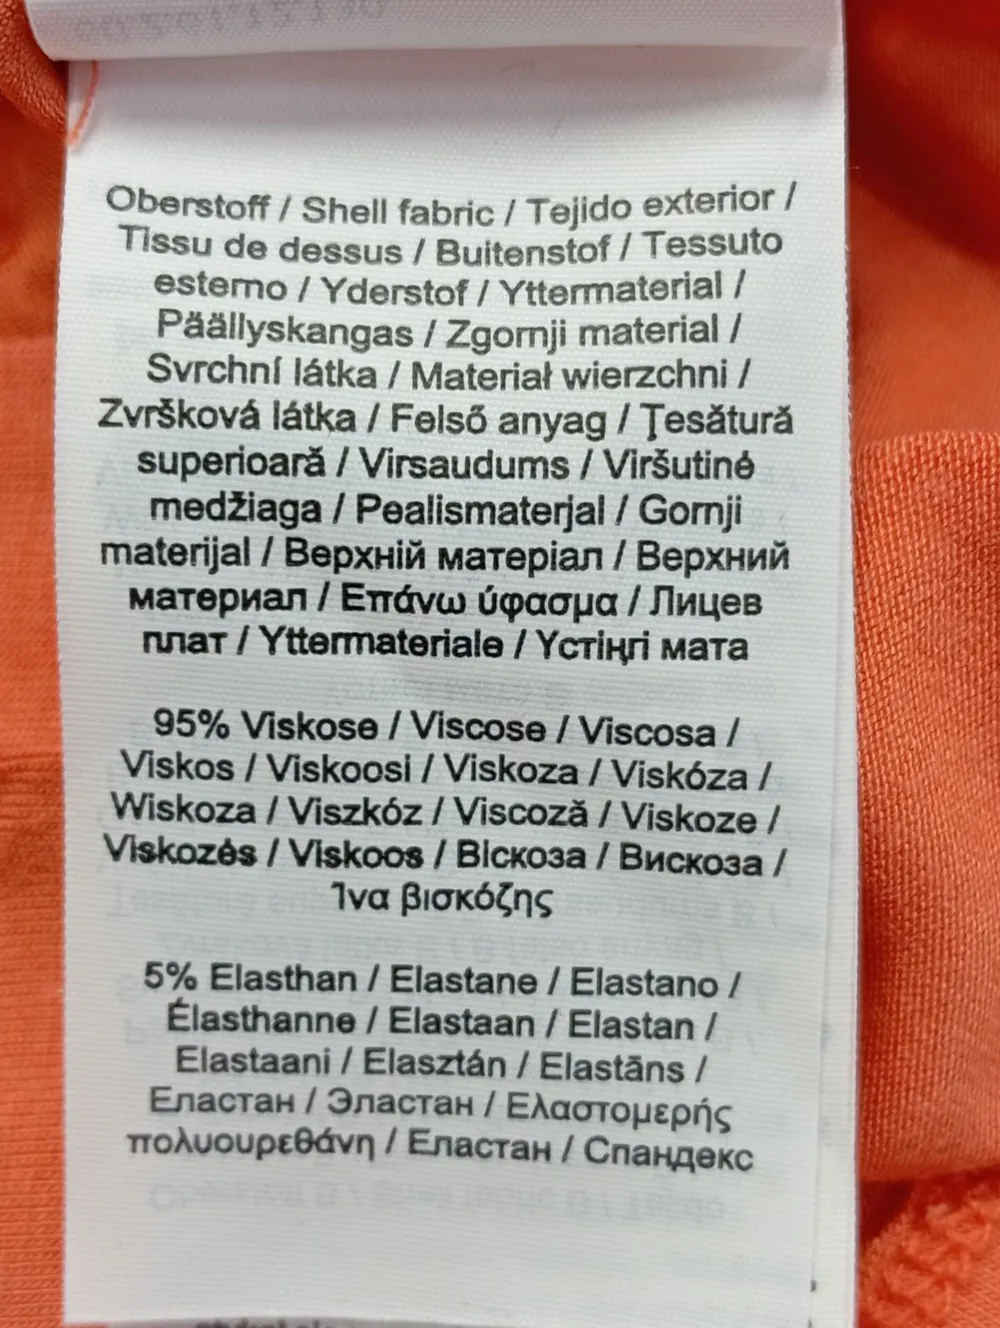 Oberstoff / Shell fabric / Tejido exterior /
Tissu de dessus / Buitenstof / Tessuto
esterno / Yderstof / Yttermaterial /
Päällyskangas / Zgornji material /
Svrchní látka / Materiał wierzchni /
Zvršková látka / Felső anyag / Ţesătură
superioară / Virsaudums / Viršutinė
medžiaga / Pealismaterjal / Gornji
materijal / Верхній матеріал / Верхний
материал / Επάνω ύφασμα / Лицев
плат / Yttermateriale / Үстіңгі мата
95% Viskose / Viscose / Viscosa /
Viskos / Viskoosi / Viskoza / Viskóza /
Wiskoza / Viszkóz / Viscoză / Viskoze /
Viskozės / Viskoos / Віскоза / Вискоза /
Ίνα βισκόζης
5% Elasthan / Elastane / Elastano /
Élasthanne / Elastaan / Elastan /
Elastaani / Elasztán / Elastāns /
Еластан / Эластан / Ελαστομερής
πολυουρεθάνη / Еластан / Спандекс